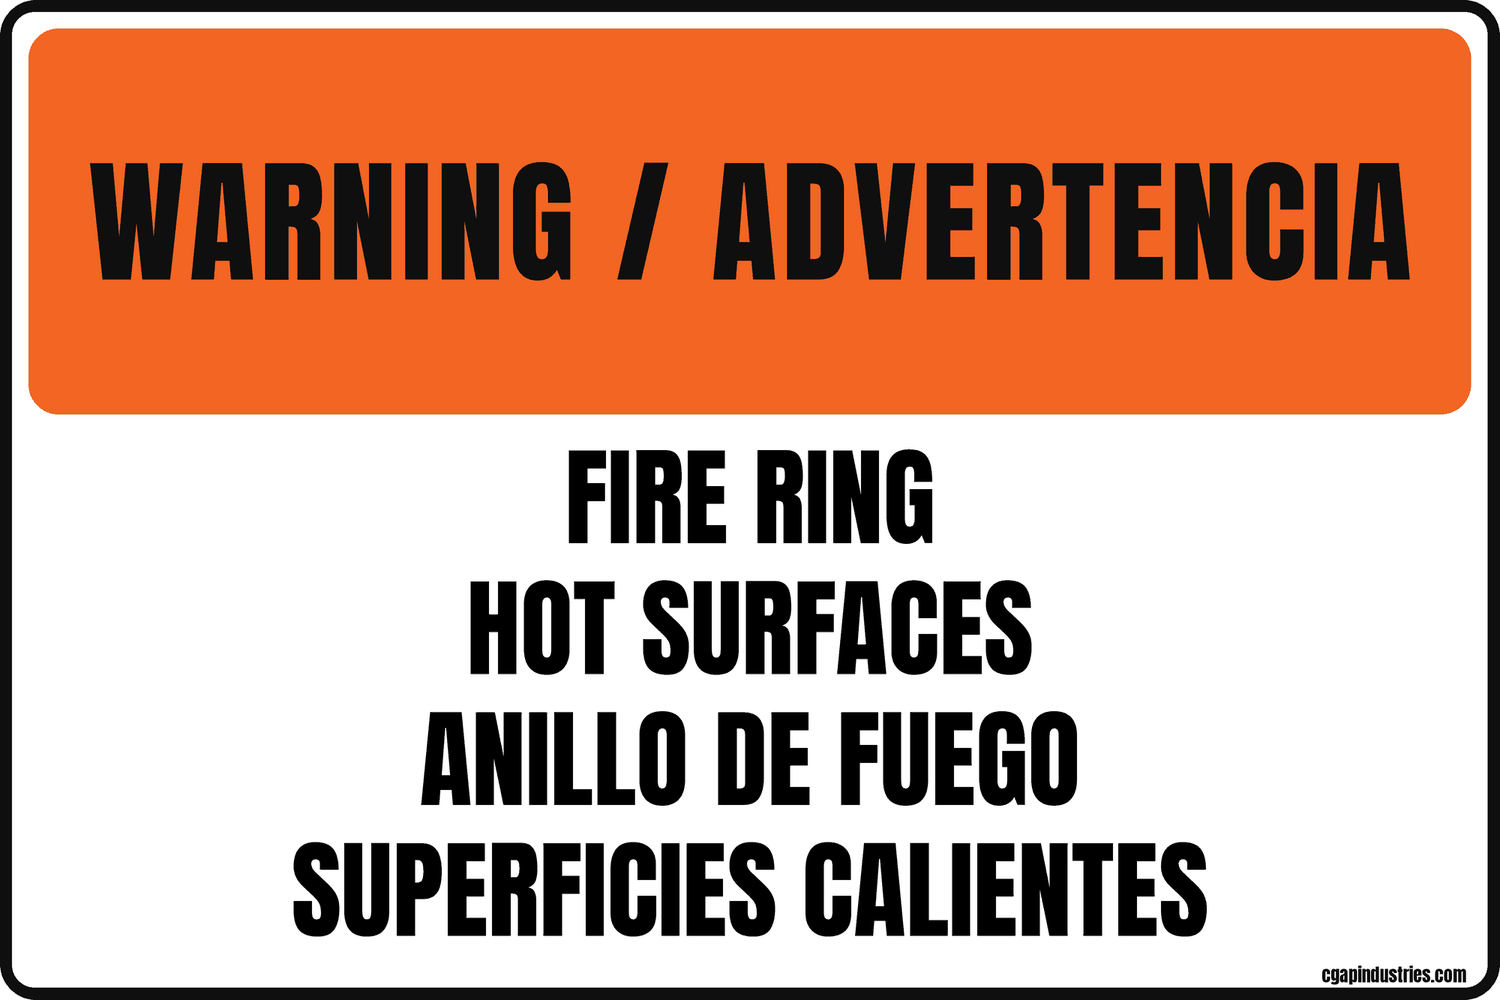 WARNING / ADVERTENCIA
FIRE RING
HOT SURFACES
ANILLO DE FUEGO
SUPERFICIES CALIENTES
cgapindustries.com